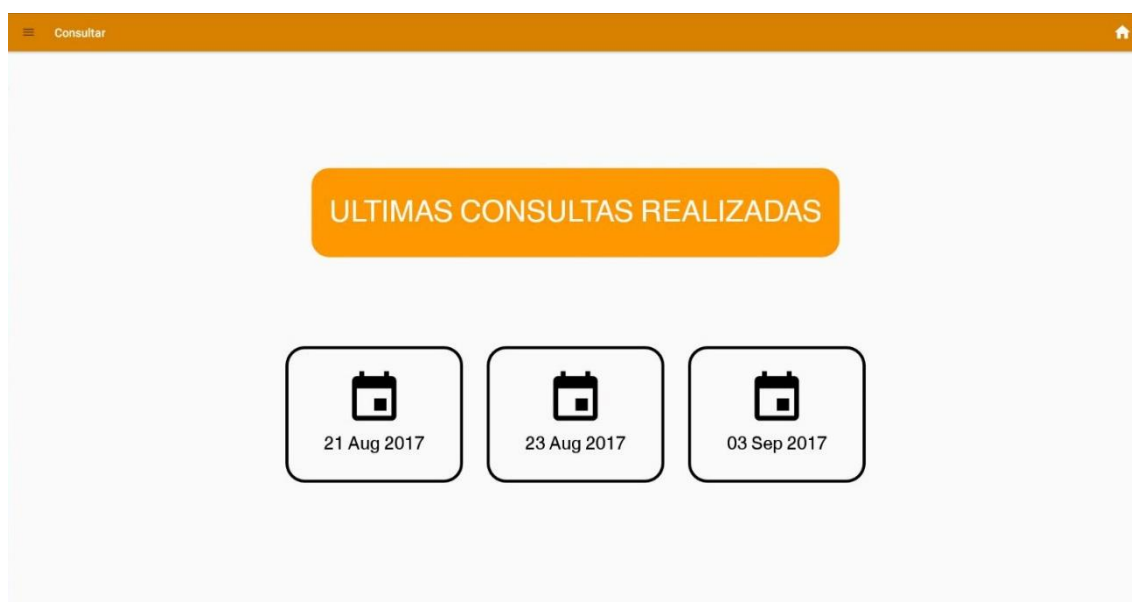 Consultar
ULTIMAS CONSULTAS REALIZADAS
21 Aug 2017
23 Aug 2017
03 Sep 2017